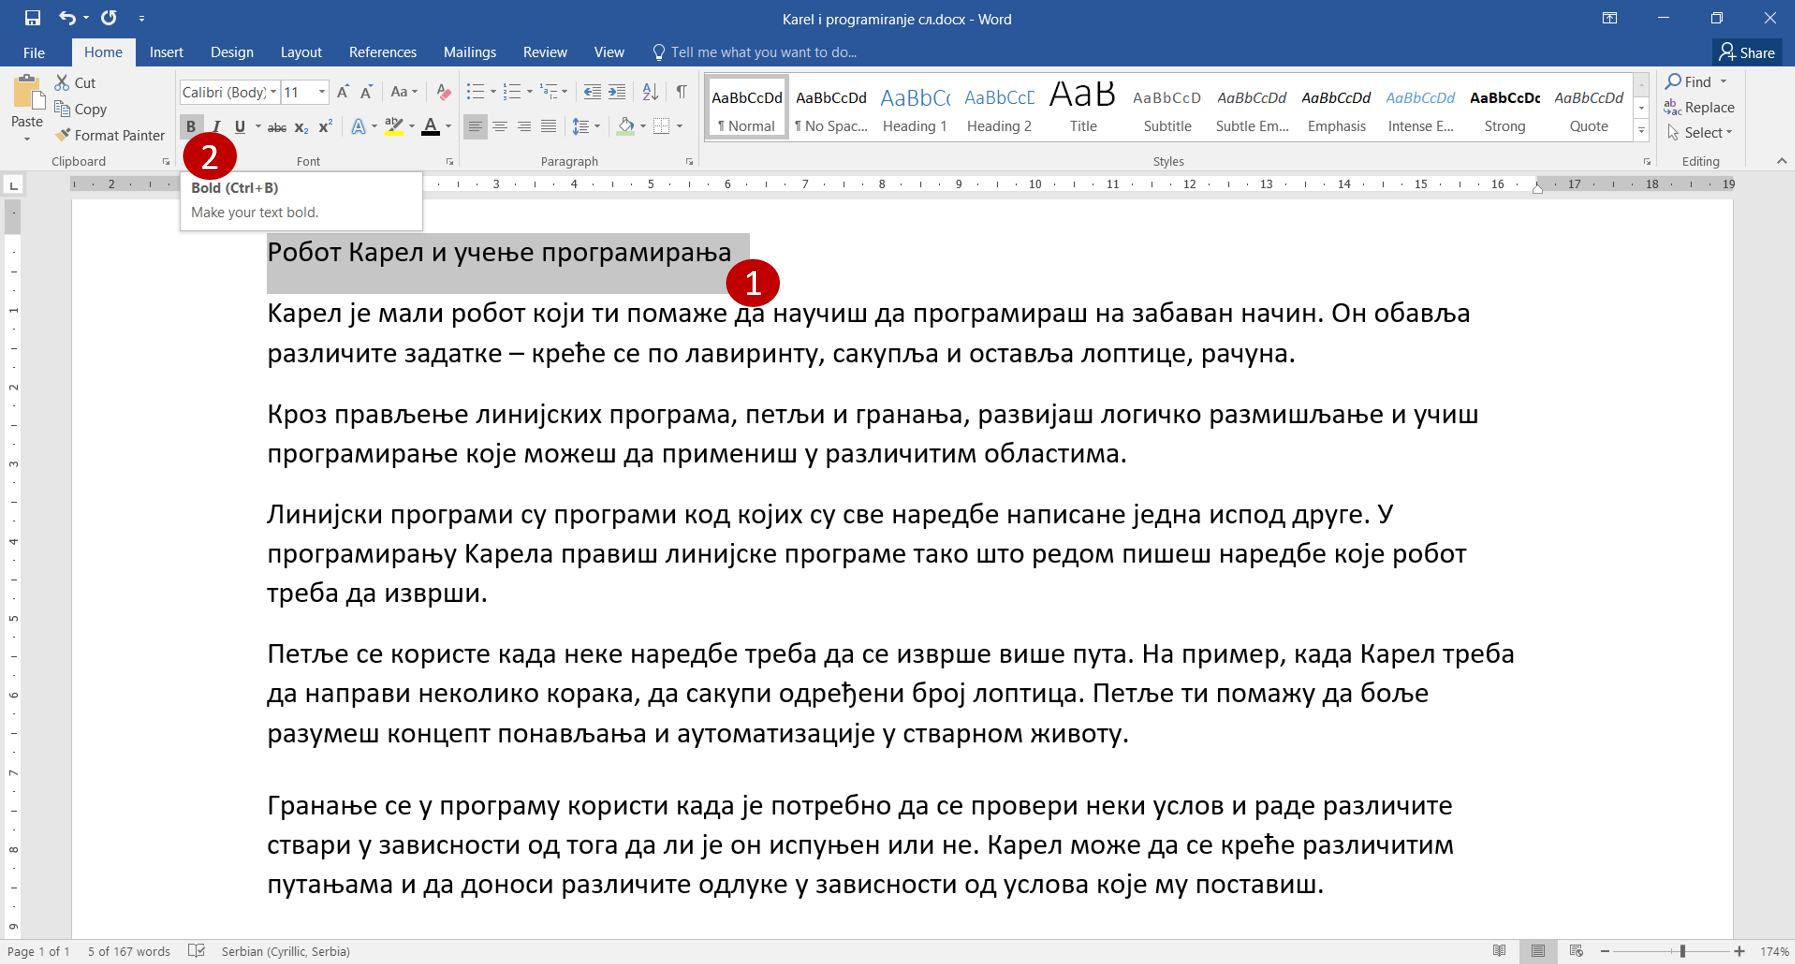 Karel i programiranje сл.docx - Word
File Home Insert Design Layout References Mailings Review View Tell me what you want to do... Share
Paste
Cut
Copy
Format Painter
Clipboard
Calibri (Body) 11 Aa
B I U abc X₂ X² A ab A
Font
Paragraph
AaBbCcDd AaBbCcDd AaBbCc AaBbCcD AaB AaBbCcD AaBbCcDd AaBbCcDd AaBbCcDd AaBbCcDc AaBbCcDd
¶ Normal ¶ No Spac... Heading 1 Heading 2 Title Subtitle Subtle Em... Emphasis Intense E... Strong Quote
Styles
Find
Replace
Select
Editing
2
Bold (Ctrl+B)
Make your text bold.
2 3 4 5 6 7 8 9 10 11 12 13 14 15 16 17 18 19
Робот Карел и учење програмирања
1
Карел је мали робот који ти помаже да научиш да програмираш на забаван начин. Он обавља
различите задатке – креће се по лавиринту, сакупља и оставља лоптице, рачуна.
Кроз прављење линијских програма, петљи и гранања, развијаш логичко размишљање и учиш
програмирање које можеш да примениш у различитим областима.
Линијски програми су програми код којих су све наредбе написане једна испод друге. У
програмирању Карела правиш линијске програме тако што редом пишеш наредбе које робот
треба да изврши.
Петље се користе када неке наредбе треба да се изврше више пута. На пример, када Карел треба
да направи неколико корака, да сакупи одређени број лоптица. Петље ти помажу да боље
разумеш концепт понављања и аутоматизације у стварном животу.
Гранање се у програму користи када је потребно да се провери неки услов и раде различите
ствари у зависности од тога да ли је он испуњен или не. Карел може да се креће различитим
путањама и да доноси различите одлуке у зависности од услова које му поставиш.
1
2
3
4
5
6
7
8
9
Page 1 of 1 5 of 167 words Serbian (Cyrillic, Serbia) 174%